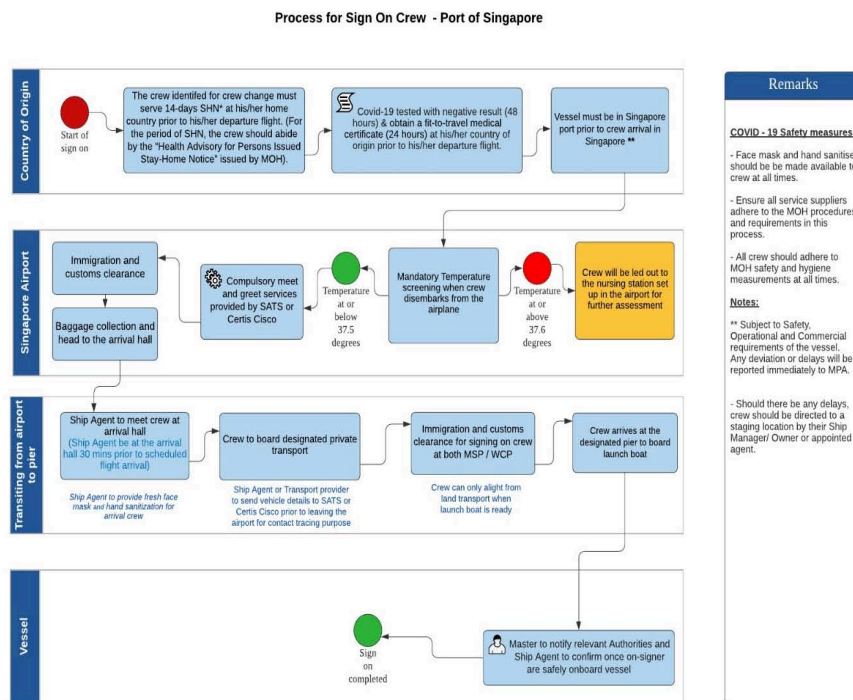 Process for Sign On Crew - Port of Singapore
Country of Origin
Start of
sign on
The crew identifed for crew change must
serve 14-days SHN* at his/her home
country prior to his/her departure flight. (For
the period of SHN, the crew should abide
by the "Health Advisory for Persons Issued
Stay-Home Notice" issued by MOH).
Covid-19 tested with negative result (48
hours) & obtain a fit-to-travel medical
certificate (24 hours) at his/her country of
origin prior to his/her departure flight.
Vessel must be in Singapore
port prior to crew arrival in
Singapore **
Singapore Airport
Immigration and
customs clearance
Baggage collection and
head to the arrival hall
Compulsory meet
and greet services
provided by SATS or
Certis Cisco
Temperature
at or
below
37.5
degrees
Mandatory Temperature
screening when crew
disembarks from the
airplane
Temperature
at or
above
37.6
degrees
Crew will be led out to
the nursing station set
up in the airport for
further assessment
Transiting from airport
to pier
Ship Agent to meet crew at
arrival hall
(Ship Agent be at the arrival
hall 30 mins prior to scheduled
flight arrival)
Ship Agent to provide fresh face
mask and hand sanitization for
arrival crew
Crew to board designated private
transport
Ship Agent or Transport provider
to send vehicle details to SATS or
Certis Cisco prior to leaving the
airport for contact tracing purpose
Immigration and customs
clearance for signing on crew
at both MSP / WCP
Crew can only alight from
land transport when
launch boat is ready
Crew arrives at the
designated pier to board
launch boat
Vessel
Sign
on
completed
Master to notify relevant Authorities and
Ship Agent to confirm once on-signer
are safely onboard vessel
Remarks
COVID - 19 Safety measures
- Face mask and hand sanitise
should be be made available to
crew at all times.
- Ensure all service suppliers
adhere to the MOH procedures
and requirements in this
process.
- All crew should adhere to
MOH safety and hygiene
measurements at all times.
Notes:
** Subject to Safety,
Operational and Commercial
requirements of the vessel.
Any deviation or delays will be
reported immediately to MPA.
- Should there be any delays,
crew should be directed to a
staging location by their Ship
Manager/ Owner or appointed
agent.